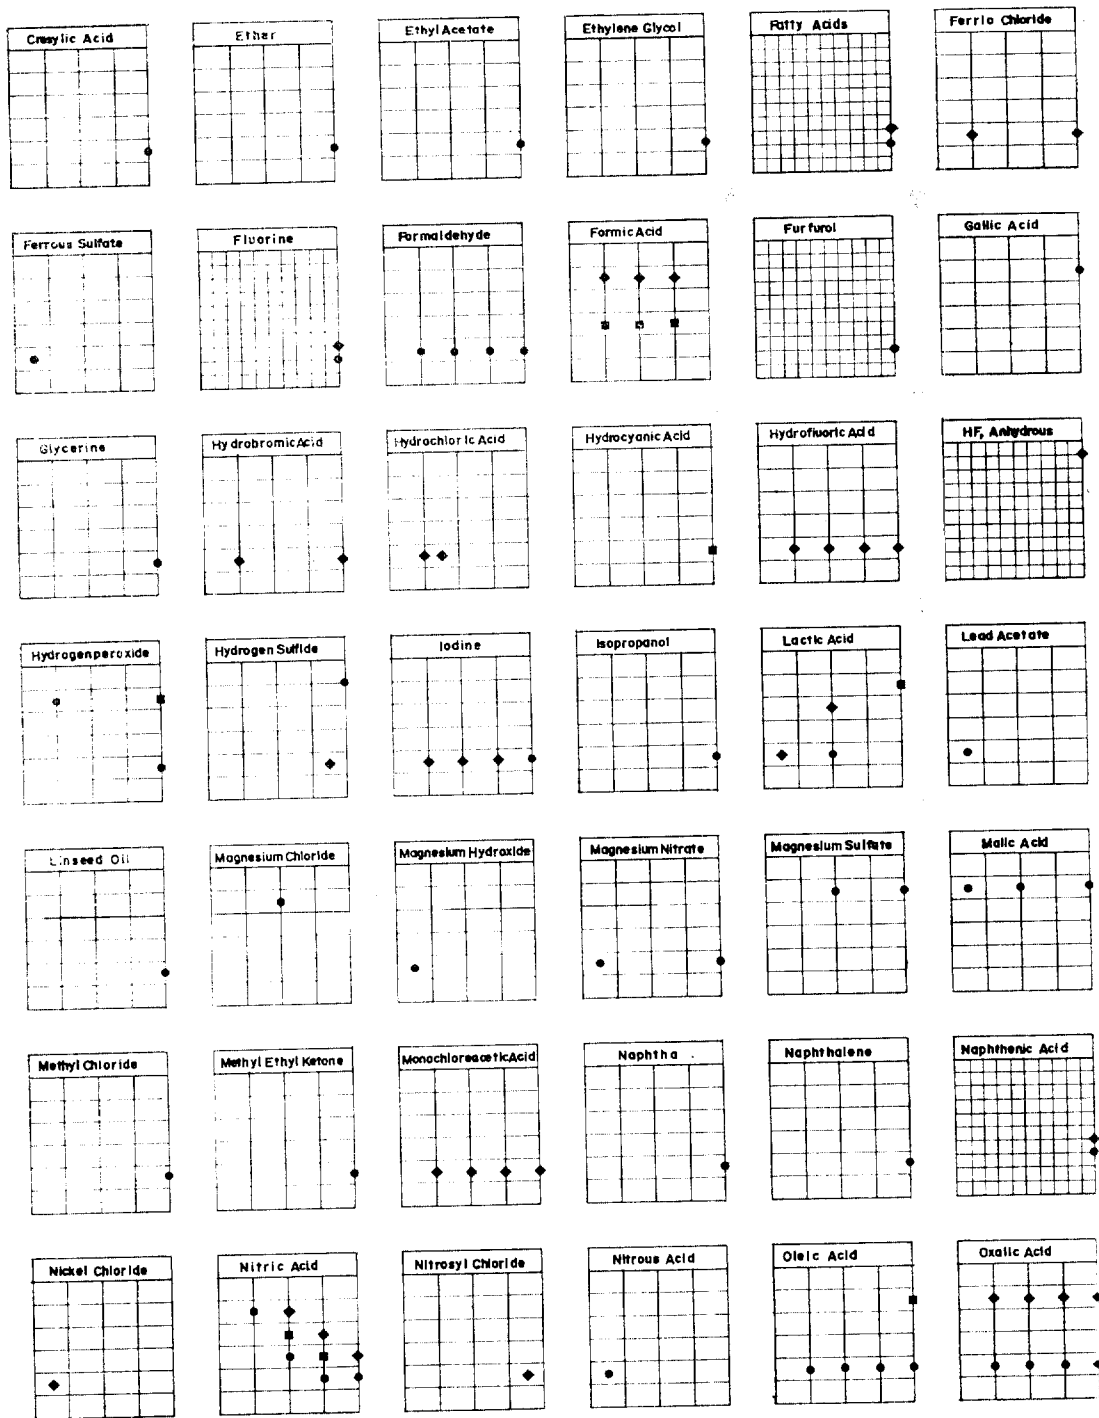 Cresylic Acid
Ether
Ethyl Acetate
Ethylene Glycol
Fatty Acids
Ferrio Chloride
Ferrous Sulfate
Fluorine
Formaldehyde
Formic Acid
Furfurol
Gallic Acid
Glycerine
Hydrobromic Acid
Hydrochloric Acid
Hydrocyanic Acid
Hydrofluoric Acid
HF, Anhydrous
Hydrogenperoxide
Hydrogen Sulfide
Iodine
Isopropanol
Lactic Acid
Lead Acetate
Linseed Oil
Magnesium Chloride
Magnesium Hydroxide
Magnesium Nitrate
Magnesium Sulfate
Malic Acid
Methyl Chloride
Methyl Ethyl Ketone
Monochloreacetic Acid
Naphtha
Naphthalene
Naphthenic Acid
Nickel Chloride
Nitric Acid
Nitrosyl Chloride
Nitrous Acid
Oleic Acid
Oxalic Acid